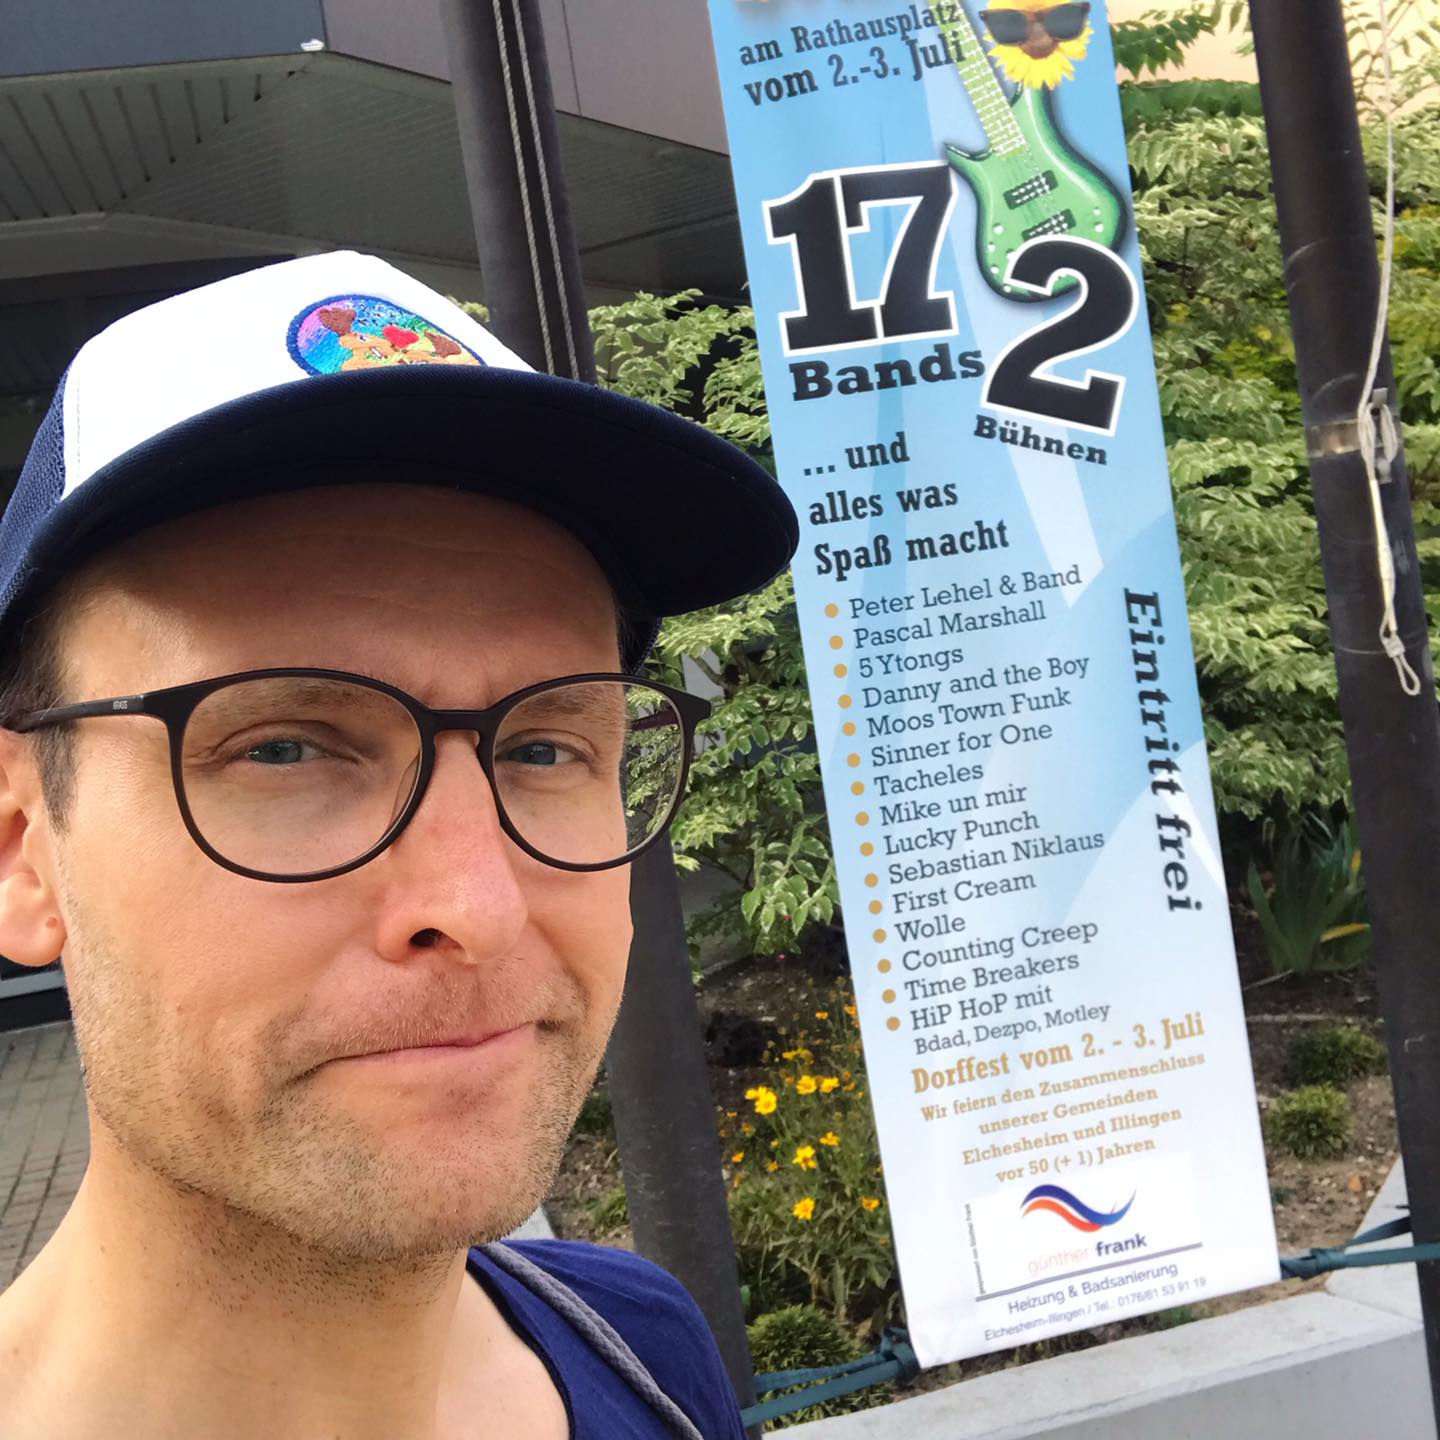 am Rathausplatz
vom 2.-3. Juli
17
Bands
2
Bühnen
... und
alles was
Spaß macht
Peter Lehel & Band
Pascal Marshall
5 Ytongs
Danny and the Boy
Moos Town Funk
Sinner for One
Tacheles
Mike un mir
Lucky Punch
Sebastian Niklaus
First Cream
Wolle
Counting Creep
Time Breakers
HiP HoP mit
Bdad, Dezpo, Motley
Eintritt frei
Dorffest vom 2. - 3. Juli
Wir feiern den Zusammenschluss
unserer Gemeinden
Elchesheim und Illingen
vor 50 (+ 1) Jahren
günther frank
Heizung & Badsanierung
Elchesheim-Illingen / Tel.: 0176/61 53 91 19
KRASS